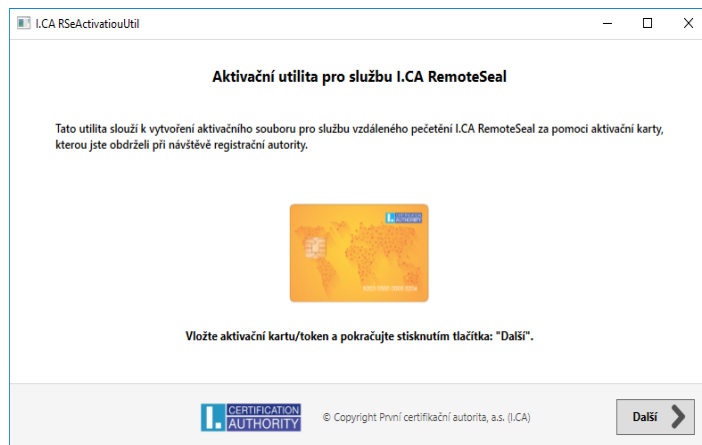 I.CA RSeActivatiouUtil
Aktivační utilita pro službu I.CA RemoteSeal
Tato utilita slouží k vytvoření aktivačního souboru pro službu vzdáleného pečetění I.CA RemoteSeal za pomoci aktivační karty,
kterou jste obdrželi při návštěvě registrační autority.
I. CERTIFICATION
AUTHORITY
Vložte aktivační kartu/token a pokračujte stisknutím tlačítka: "Další".
I. CERTIFICATION
AUTHORITY
© Copyright První certifikační autorita, a.s. (I.CA)
Další